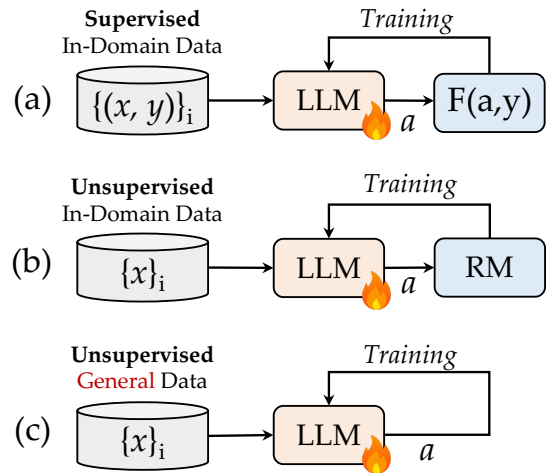 Supervised
In-Domain Data
Training
(a)
{(x, y)}i
LLM
a
F(a,y)
Unsupervised
In-Domain Data
Training
(b)
{x}i
LLM
a
RM
Unsupervised
General Data
Training
(c)
{x}i
LLM
a